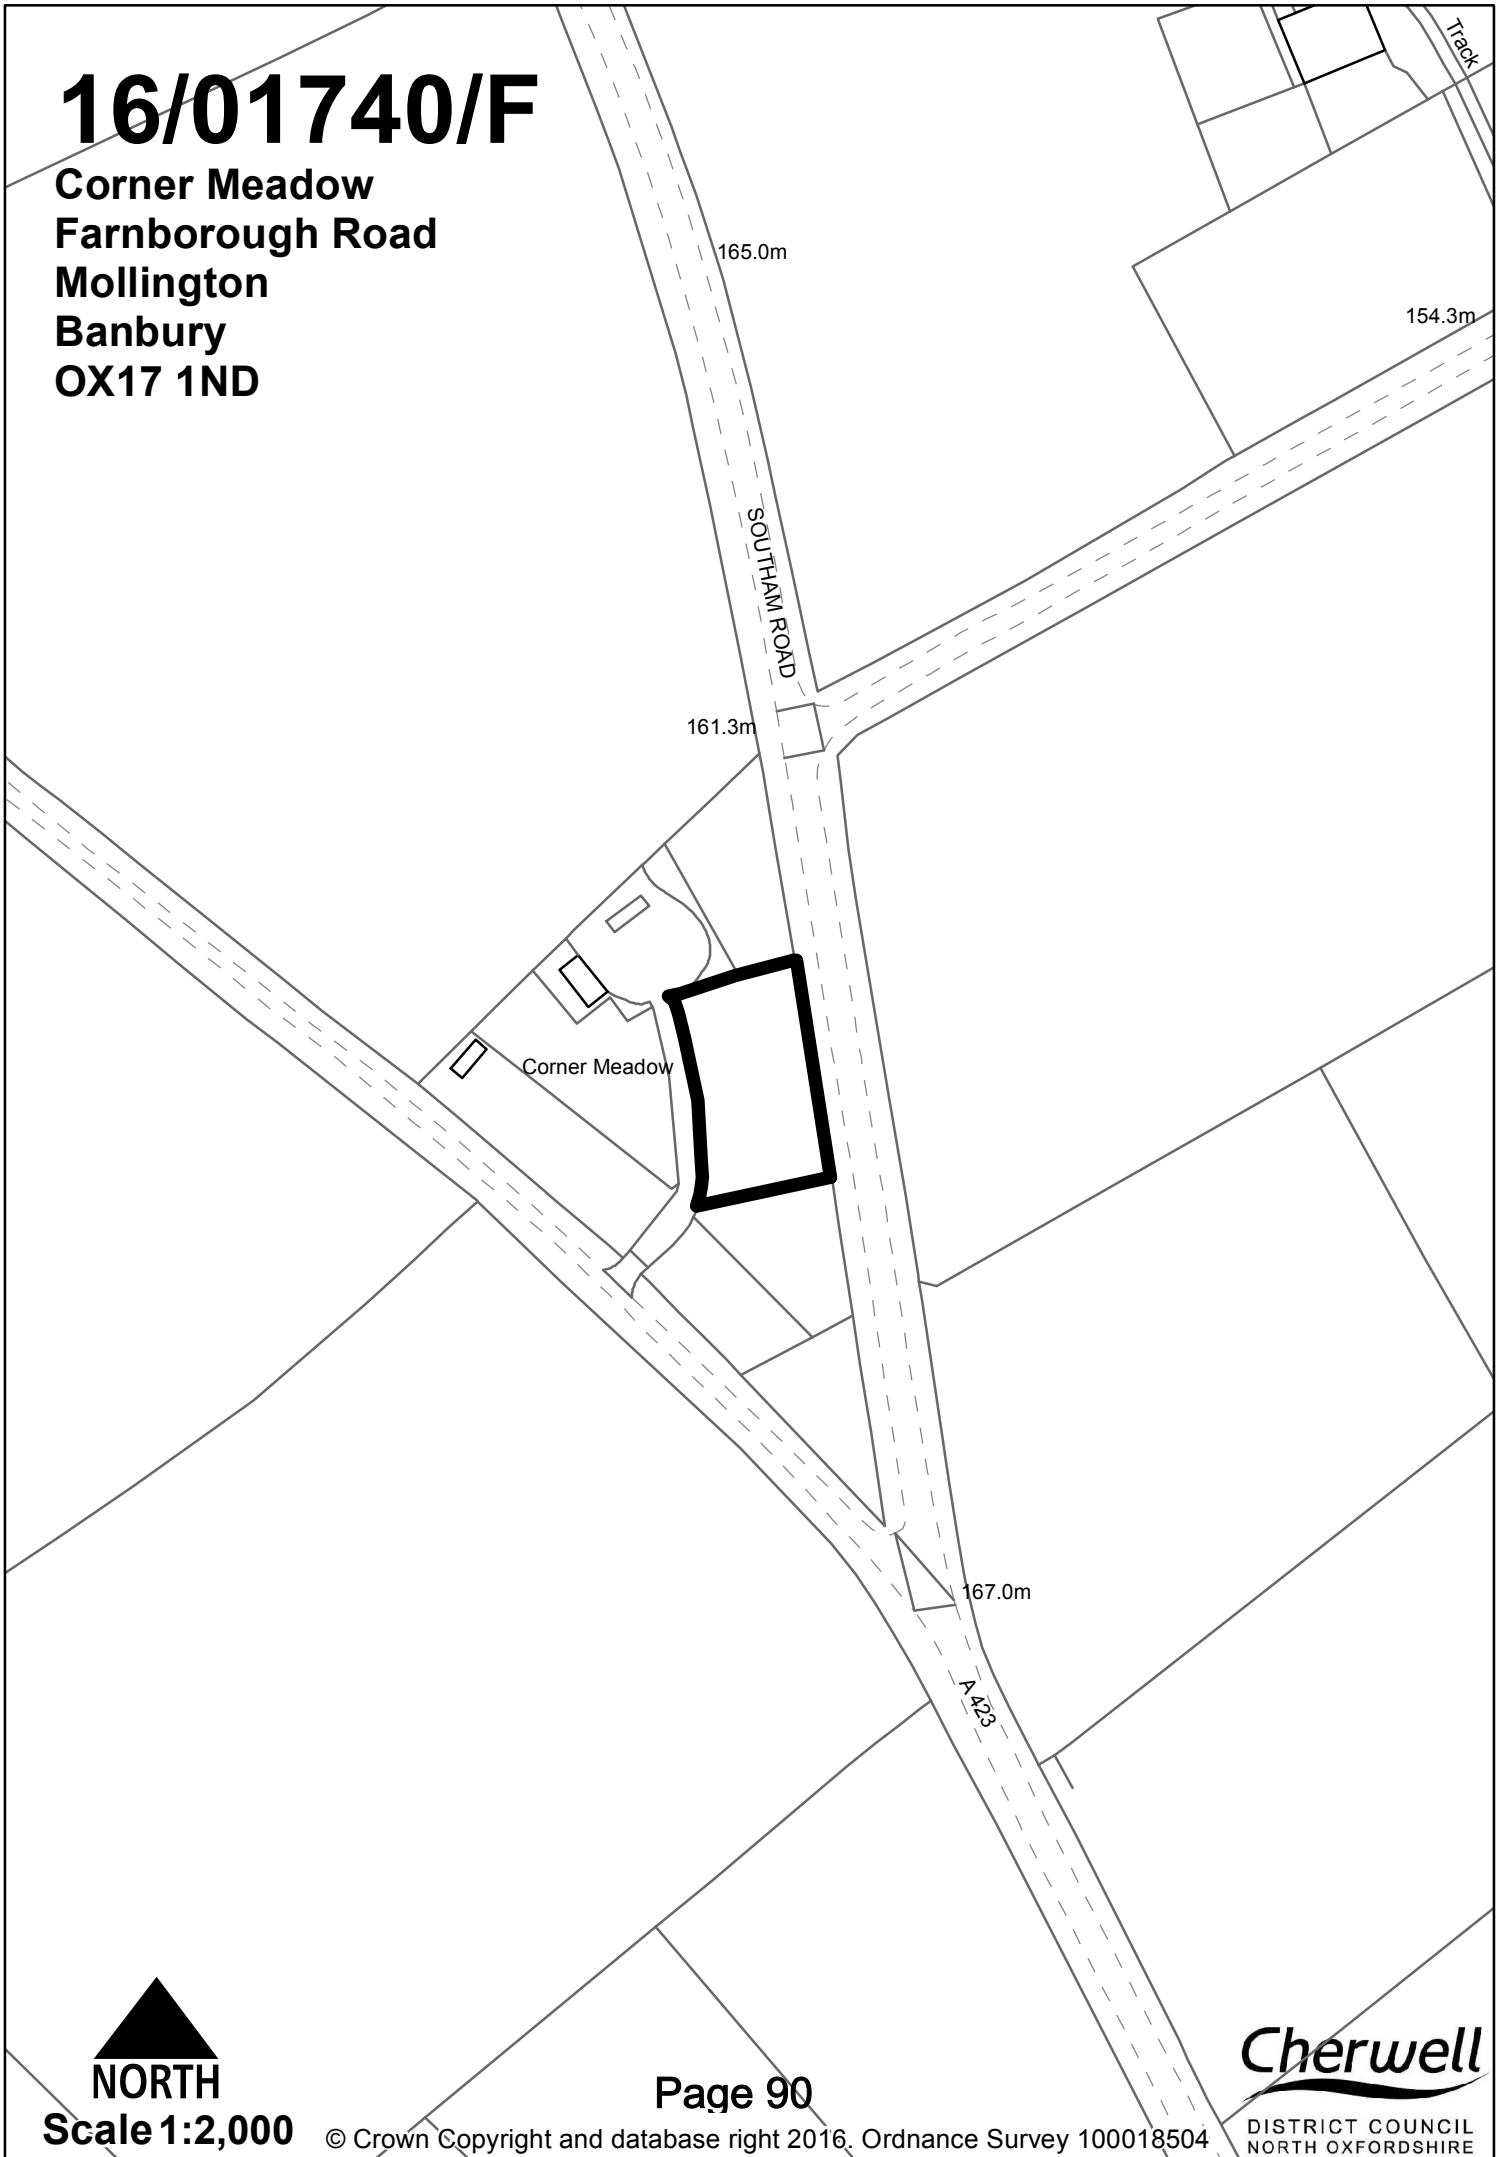 16/01740/F
Corner Meadow
Farnborough Road
Mollington
Banbury
OX17 1ND
Track
165.0m
154.3m
SOUTHAM ROAD
161.3m
Corner Meadow
167.0m
A 423
NORTH
Scale 1:2,000
Page 90
© Crown Copyright and database right 2016. Ordnance Survey 100018504
Cherwell
DISTRICT COUNCIL
NORTH OXFORDSHIRE